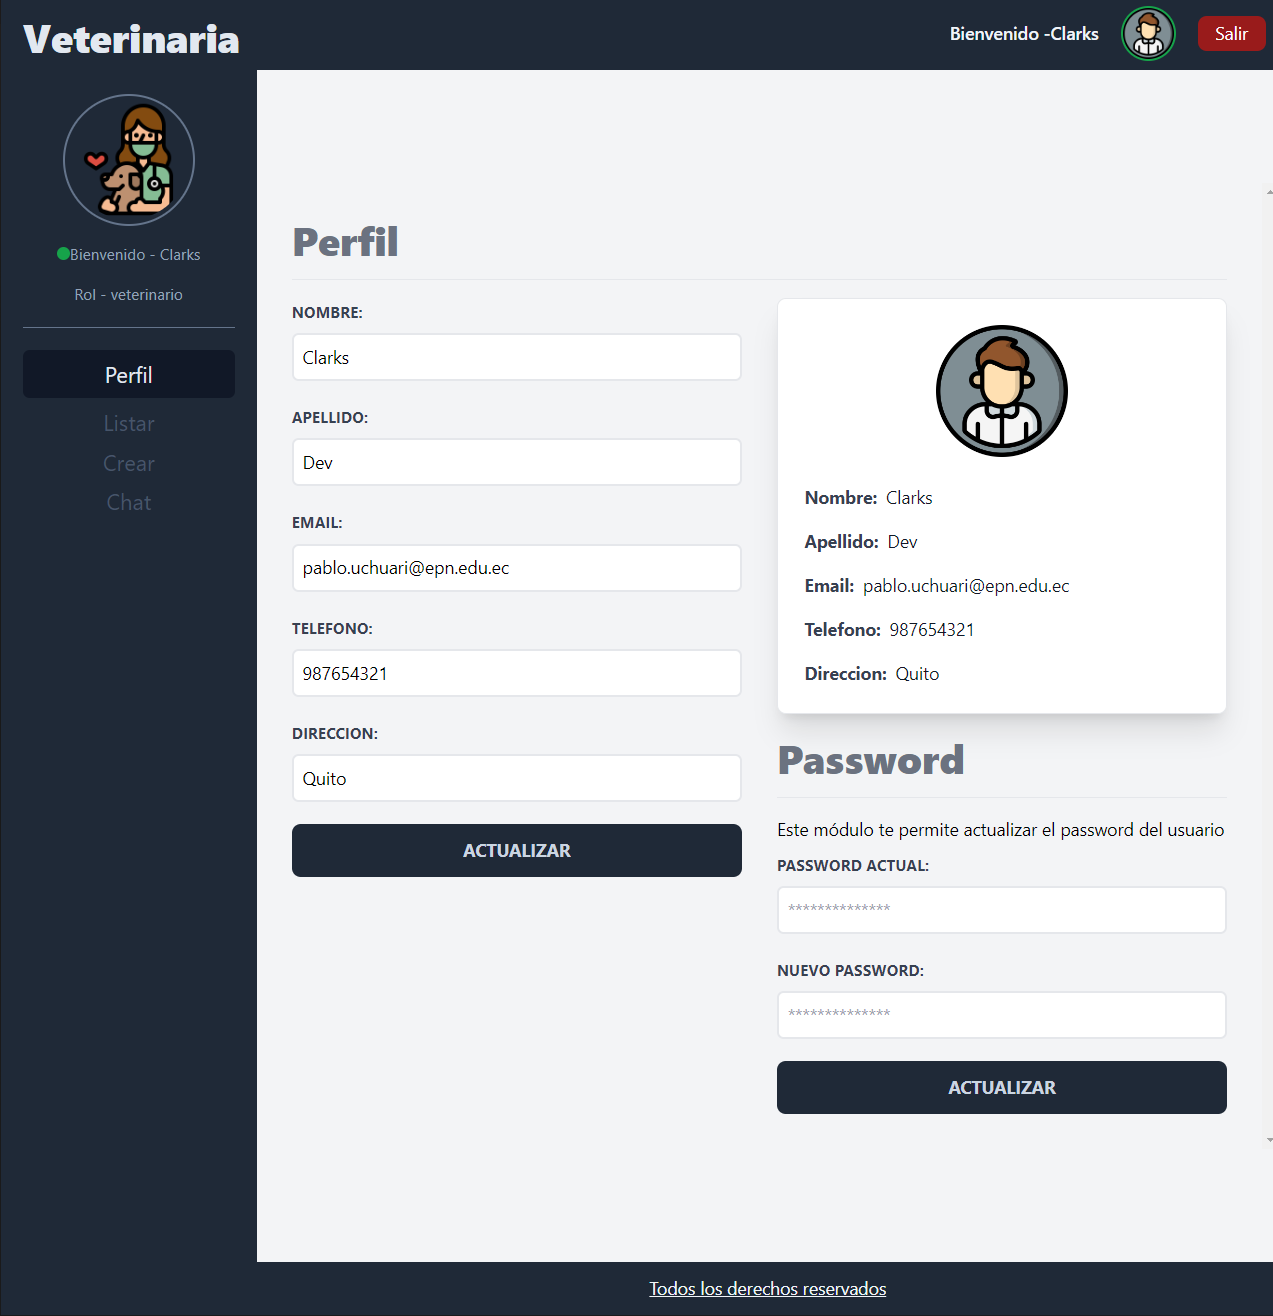 Veterinaria
Bienvenido -Clarks
Salir
Bienvenido - Clarks
Rol - veterinario
Perfil
Listar
Crear
Chat
Perfil
NOMBRE:
Clarks
APELLIDO:
Dev
EMAIL:
pablo.uchuari@epn.edu.ec
TELEFONO:
987654321
DIRECCION:
Quito
ACTUALIZAR
Nombre: Clarks
Apellido: Dev
Email: pablo.uchuari@epn.edu.ec
Telefono: 987654321
Direccion: Quito
Password
Este módulo te permite actualizar el password del usuario
PASSWORD ACTUAL:
**************
NUEVO PASSWORD:
**************
ACTUALIZAR
Todos los derechos reservados